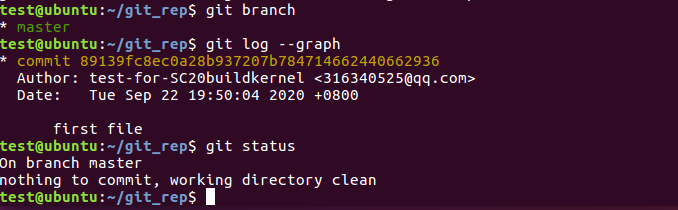 test@ubuntu:~/git_rep$ git branch
* master
test@ubuntu:~/git_rep$ git log --graph
* commit 89139fc8ec0a28b937207b784714662440662936
  Author: test-for-SC20buildkernel <316340525@qq.com>
  Date:   Tue Sep 22 19:50:04 2020 +0800
      first file
test@ubuntu:~/git_rep$ git status
On branch master
nothing to commit, working directory clean
test@ubuntu:~/git_rep$